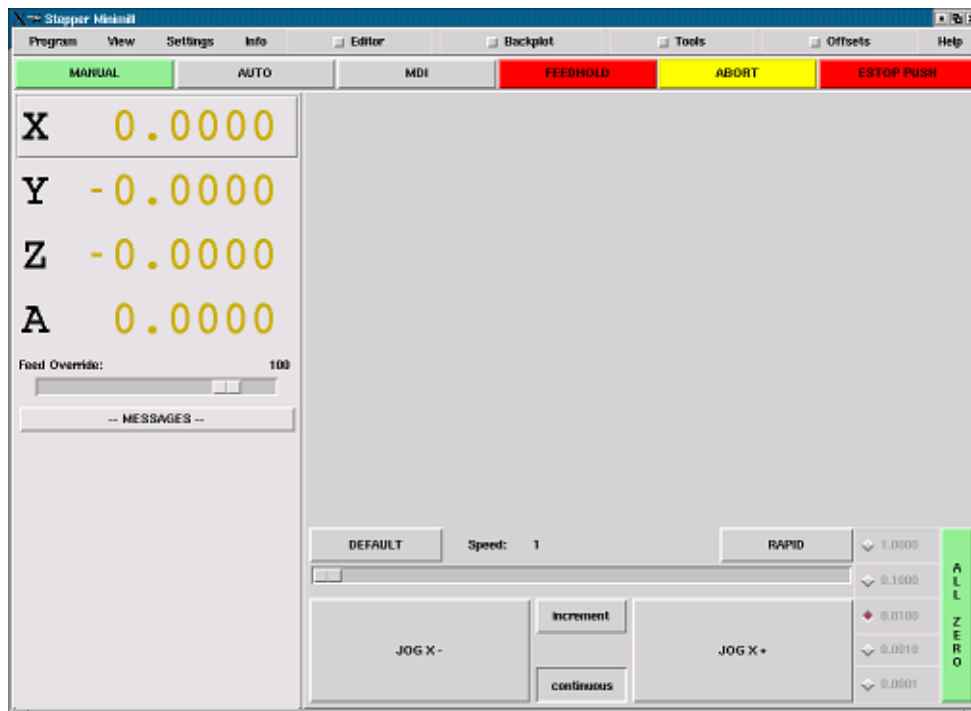 Stepper Minimill
Program View Settings Info Editor Backplot Tools Offsets Help
MANUAL AUTO MDI FEEDHOLD ABORT ESTOP PUSH
X 0.0000
Y -0.0000
Z -0.0000
A 0.0000
Feed Override: 100
-- MESSAGES --
DEFAULT Speed: 1 RAPID
1.0000
0.1000
0.0100
0.0010
0.0001
increment
JOG X - JOG X +
continuous
ALL ZERO